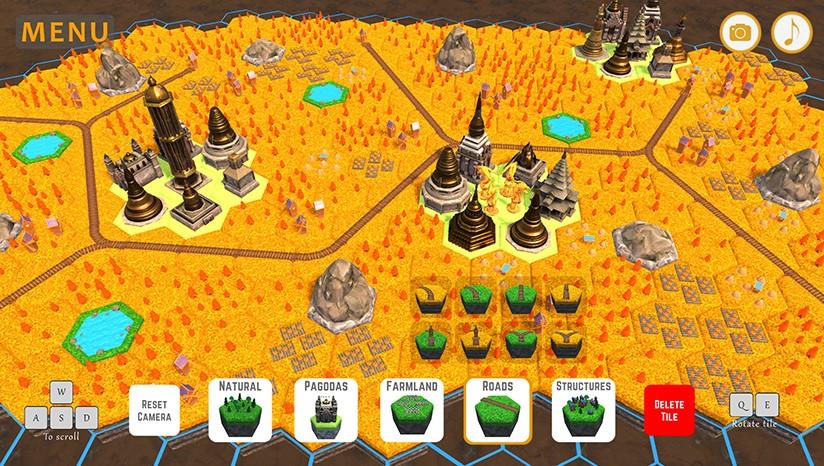 MENU
W
A S D
To scroll
RESET
CAMERA
NATURAL
PAGODAS
FARMLAND
ROADS
STRUCTURES
DELETE
TILE
Q E
Rotate tile